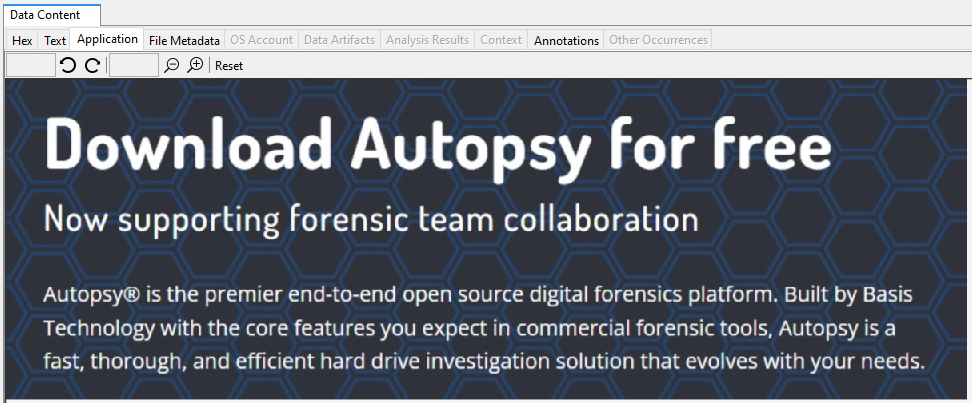 Data Content
Hex Text Application File Metadata OS Account Data Artifacts Analysis Results Context Annotations Other Occurrences
Reset
Download Autopsy for free
Now supporting forensic team collaboration
Autopsy® is the premier end-to-end open source digital forensics platform. Built by Basis
Technology with the core features you expect in commercial forensic tools, Autopsy is a
fast, thorough, and efficient hard drive investigation solution that evolves with your needs.